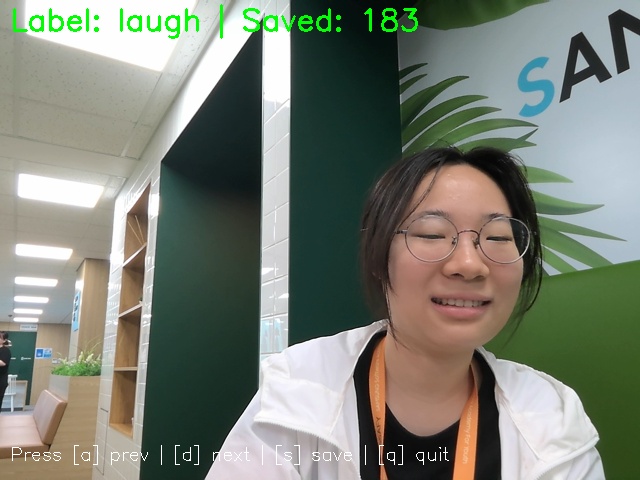 Label: laugh | Saved: 183
SAN
Press [a] prev | [d] next | [s] save | [q] quit